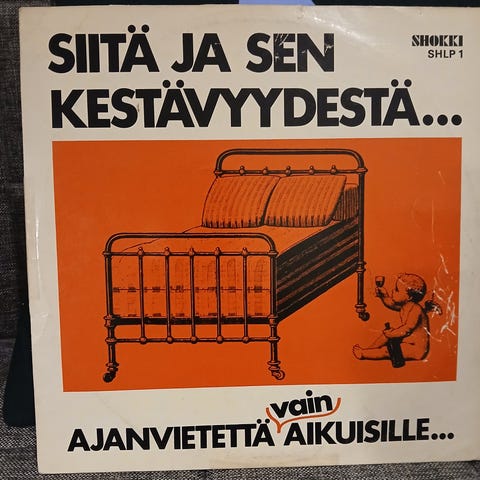 SIITÄ JA SEN
KESTÄVYYDESTÄ...
SHOKKI
SHLP 1
AJANVIETETTÄ vain AIKUISILLE...